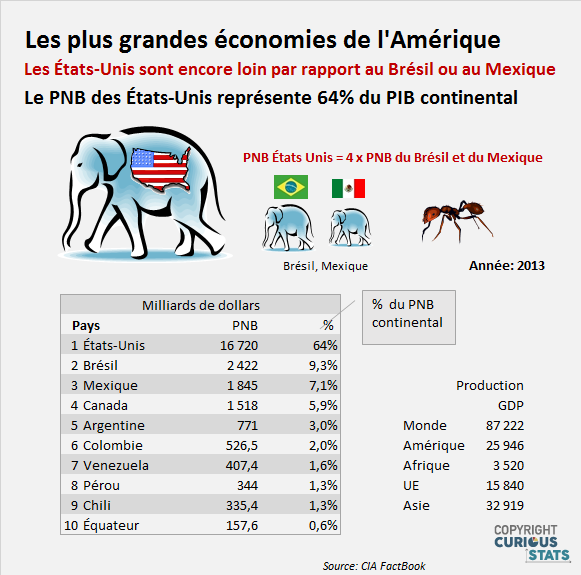 Les plus grandes économies de l'Amérique
Les États-Unis sont encore loin par rapport au Brésil ou au Mexique
Le PNB des États-Unis représente 64% du PIB continental
PNB États Unis = 4 x PNB du Brésil et du Mexique
Brésil, Mexique
Année: 2013
Milliards de dollars
Pays PNB %
1 États-Unis 16 720 64%
2 Brésil 2 422 9,3%
3 Mexique 1 845 7,1%
4 Canada 1 518 5,9%
5 Argentine 771 3,0%
6 Colombie 526,5 2,0%
7 Venezuela 407,4 1,6%
8 Pérou 344 1,3%
9 Chili 335,4 1,3%
10 Équateur 157,6 0,6%
% du PNB
continental
Production
GDP
Monde 87 222
Amérique 25 946
Afrique 3 520
UE 15 840
Asie 32 919
COPYRIGHT
CURIOUS
STATS
Source: CIA FactBook